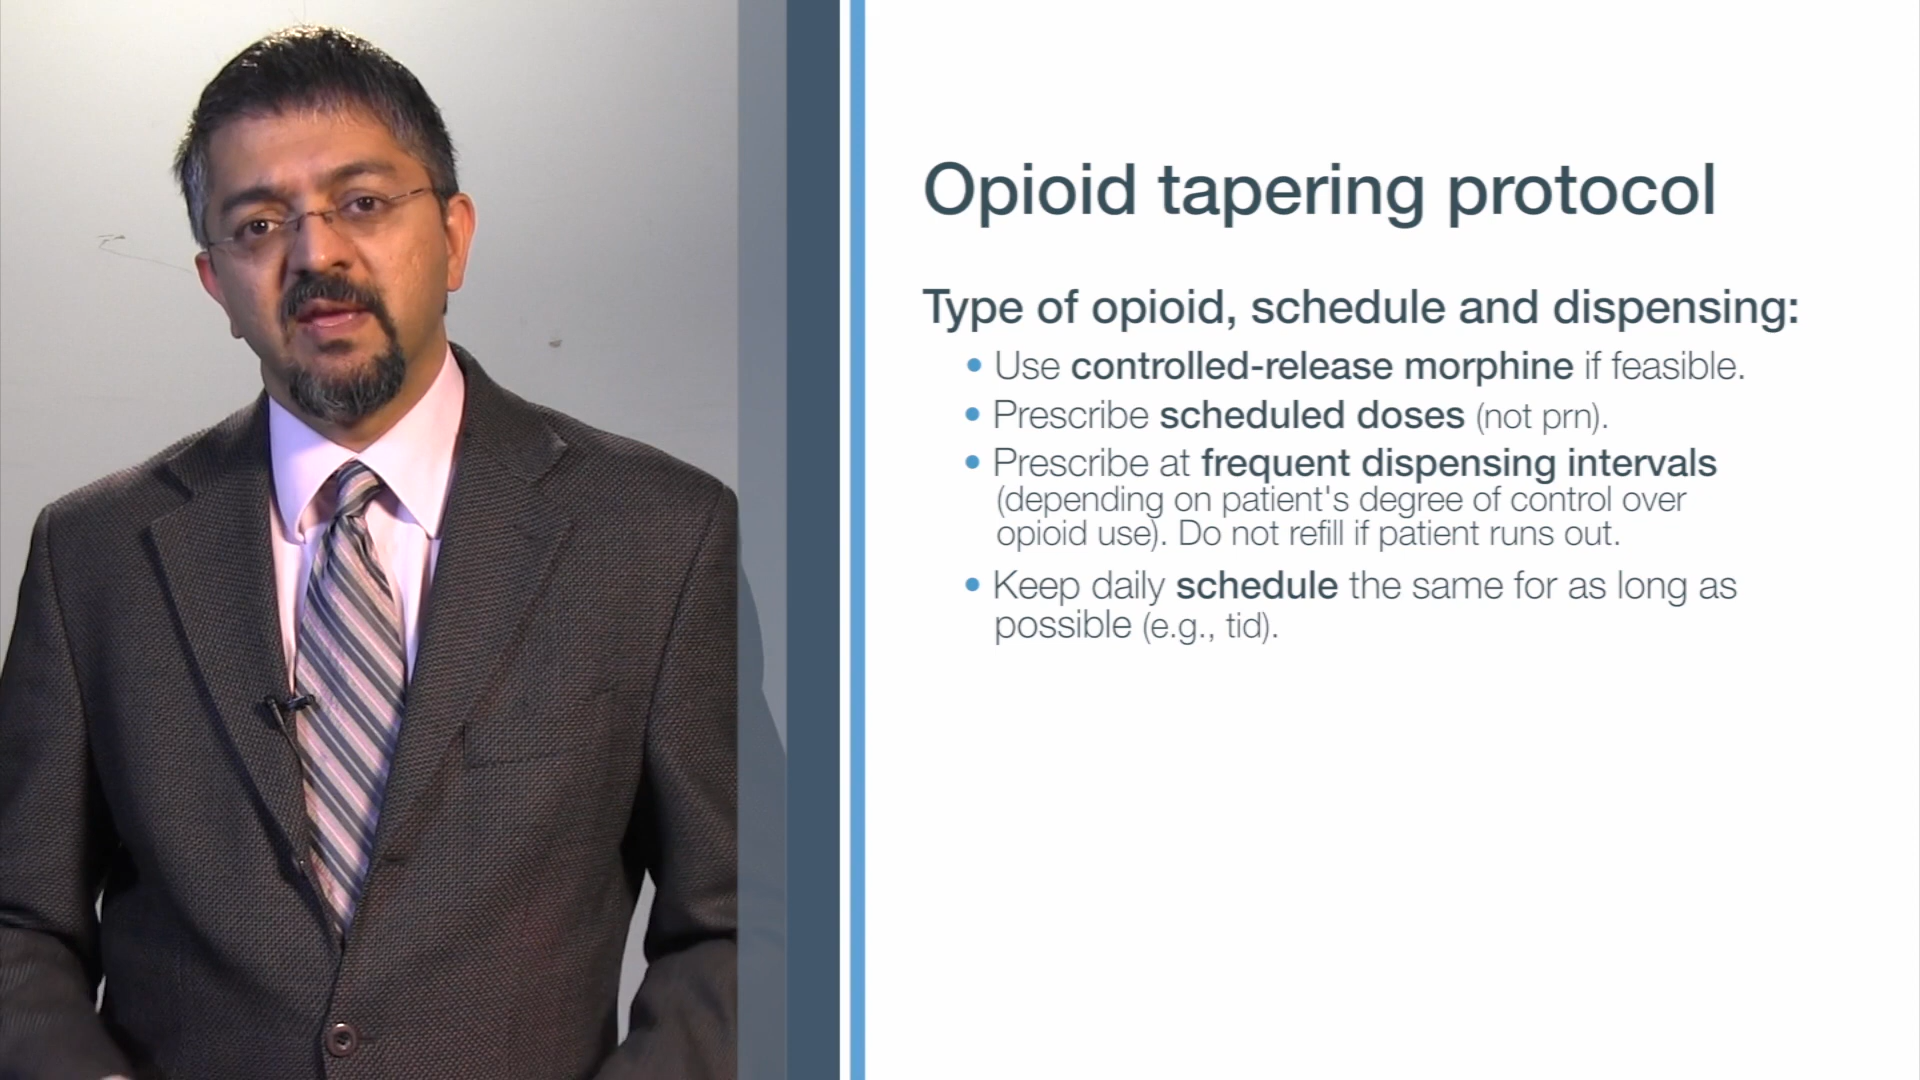 Opioid tapering protocol
Type of opioid, schedule and dispensing:
• Use controlled-release morphine if feasible.
• Prescribe scheduled doses (not prn).
• Prescribe at frequent dispensing intervals
(depending on patient's degree of control over
opioid use). Do not refill if patient runs out.
• Keep daily schedule the same for as long as
possible (e.g., tid).